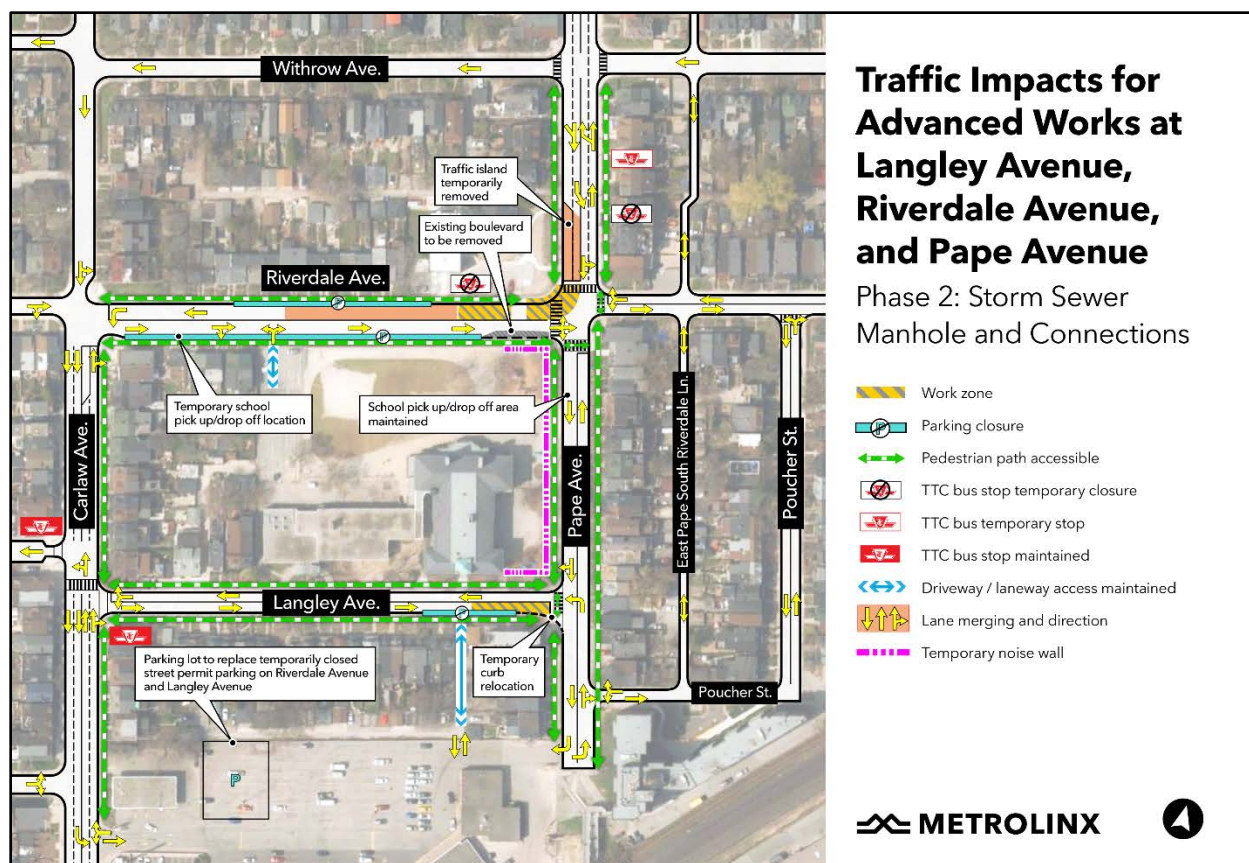 Withrow Ave.
Traffic island
temporarily
removed
Existing boulevard
to be removed
Riverdale Ave.
P
P
Temporary school
pick up/drop off location
School pick up/drop off area
maintained
Carlaw Ave.
Pape Ave.
East Pape South Riverdale Ln.
Poucher St.
Langley Ave.
P
Parking lot to replace temporarily closed
street permit parking on Riverdale Avenue
and Langley Avenue
Temporary
curb
relocation
Poucher St.
P
Traffic Impacts for
Advanced Works at
Langley Avenue,
Riverdale Avenue,
and Pape Avenue
Phase 2: Storm Sewer
Manhole and Connections
Work zone
P
Parking closure
Pedestrian path accessible
TTC bus stop temporary closure
TTC bus temporary stop
TTC bus stop maintained
Driveway / laneway access maintained
Lane merging and direction
Temporary noise wall
METROLINX